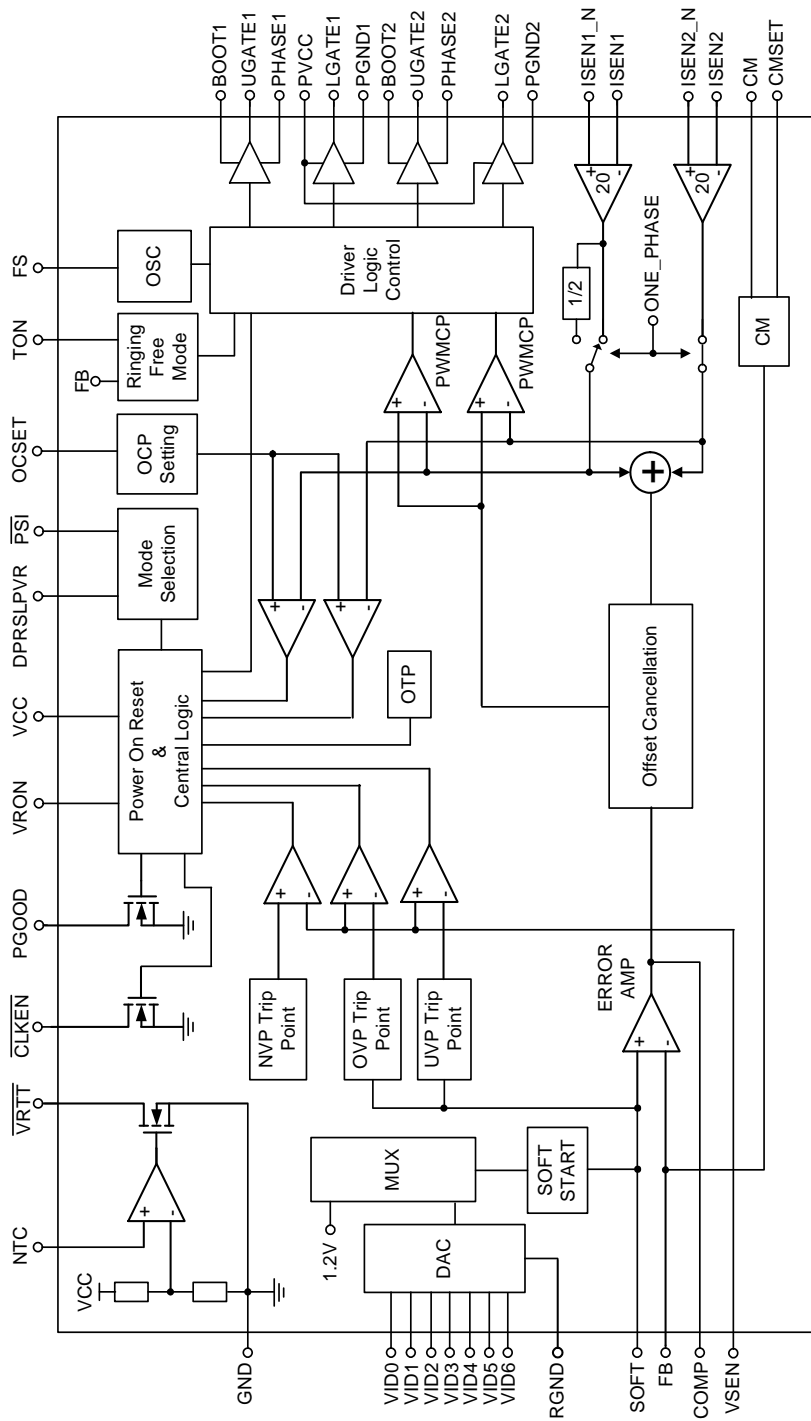 NTC
VRTT
CLKEN
PGOOD
VRON
VCC
DPRSLPVR
PSI
OCSET
TON
FS
FB
VCC
+
-
Power On Reset
&
Central Logic
Mode
Selection
OCP
Setting
Ringing
Free
Mode
OSC
GND
BOOT1
UGATE1
PHASE1
PVCC
LGATE1
PGND1
BOOT2
UGATE2
PHASE2
LGATE2
PGND2
Driver
Logic
Control
NVP Trip
Point
OVP Trip
Point
UVP Trip
Point
+
-
+
-
+
-
OTP
+
-
+
-
PWMCP
+
-
PWMCP
+
-
1.2V
MUX
DAC
SOFT
START
VID0
VID1
VID2
VID3
VID4
VID5
VID6
RGND
ERROR
AMP
+
-
Offset Cancellation
+
1/2
ONE_PHASE
20
+
-
20
+
-
ISEN1_N
ISEN1
ISEN2_N
ISEN2
CM
CM
CMSET
SOFT
FB
COMP
VSEN